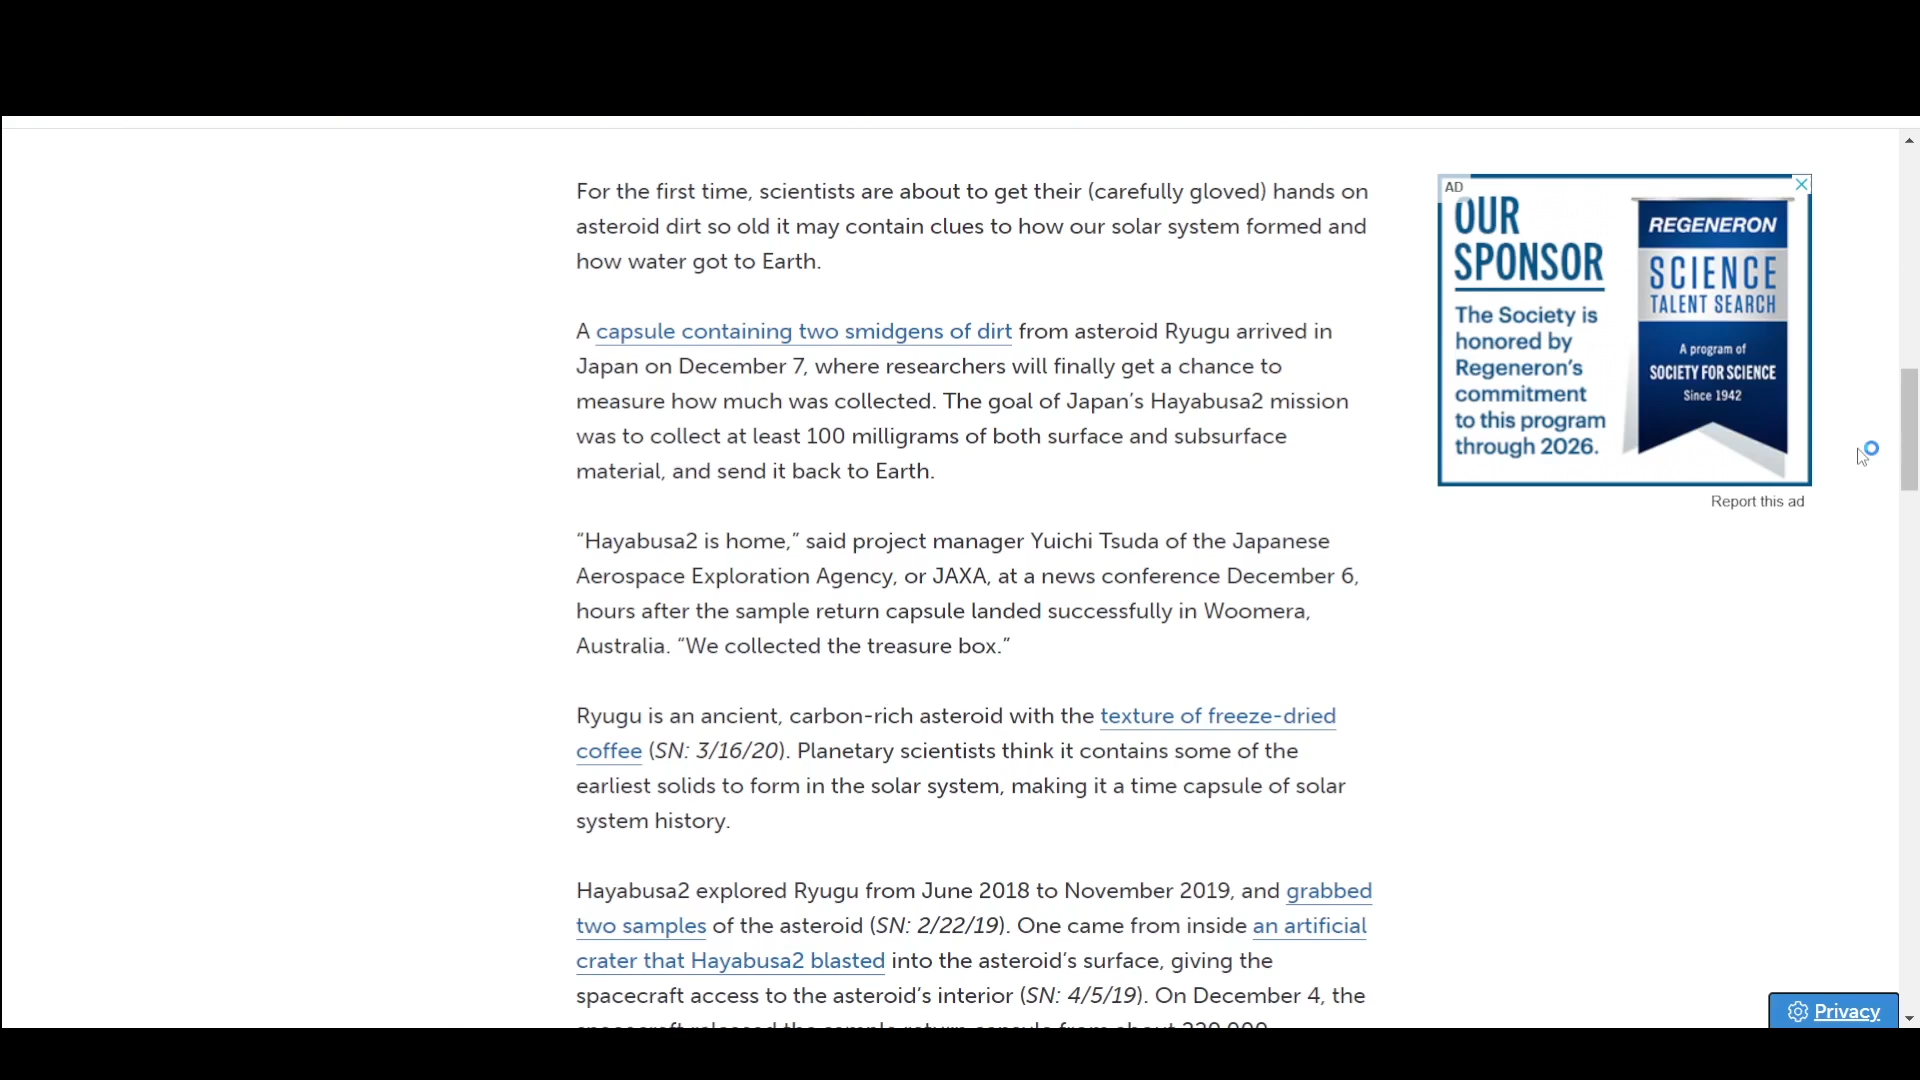 For the first time, scientists are about to get their (carefully gloved) hands on
asteroid dirt so old it may contain clues to how our solar system formed and
how water got to Earth.
A capsule containing two smidgens of dirt from asteroid Ryugu arrived in
Japan on December 7, where researchers will finally get a chance to
measure how much was collected. The goal of Japan’s Hayabusa2 mission
was to collect at least 100 milligrams of both surface and subsurface
material, and send it back to Earth.
“Hayabusa2 is home,” said project manager Yuichi Tsuda of the Japanese
Aerospace Exploration Agency, or JAXA, at a news conference December 6,
hours after the sample return capsule landed successfully in Woomera,
Australia. “We collected the treasure box.”
Ryugu is an ancient, carbon-rich asteroid with the texture of freeze-dried
coffee (SN: 3/16/20). Planetary scientists think it contains some of the
earliest solids to form in the solar system, making it a time capsule of solar
system history.
Hayabusa2 explored Ryugu from June 2018 to November 2019, and grabbed
two samples of the asteroid (SN: 2/22/19). One came from inside an artificial
crater that Hayabusa2 blasted into the asteroid’s surface, giving the
spacecraft access to the asteroid’s interior (SN: 4/5/19). On December 4, the
spacecraft released the sample return capsule from about 220,000
AD
OUR
SPONSOR
The Society is
honored by
Regeneron’s
commitment
to this program
through 2026.
REGENERON
SCIENCE
TALENT SEARCH
A program of
SOCIETY FOR SCIENCE
Since 1942
Report this ad
Privacy